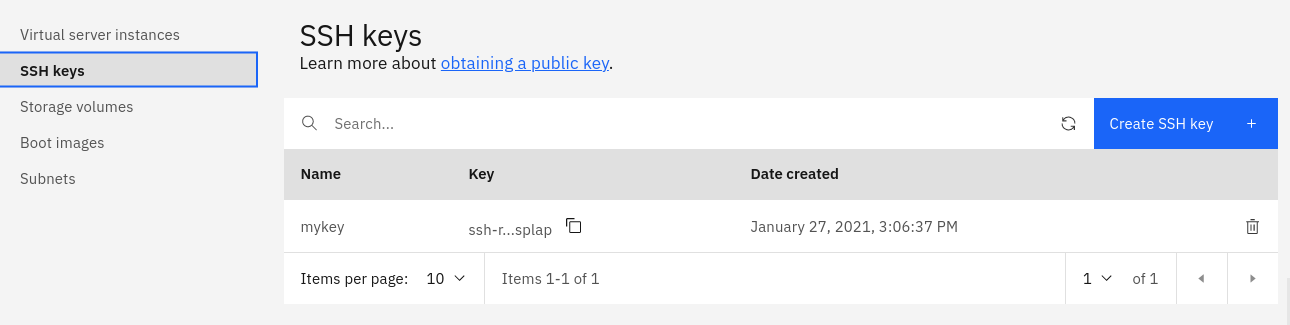 Virtual server instances
SSH keys
Storage volumes
Boot images
Subnets
SSH keys
Learn more about obtaining a public key.
Search...
Create SSH key +
Name Key Date created
mykey ssh-r...splap January 27, 2021, 3:06:37 PM
Items per page: 10 Items 1-1 of 1 1 of 1